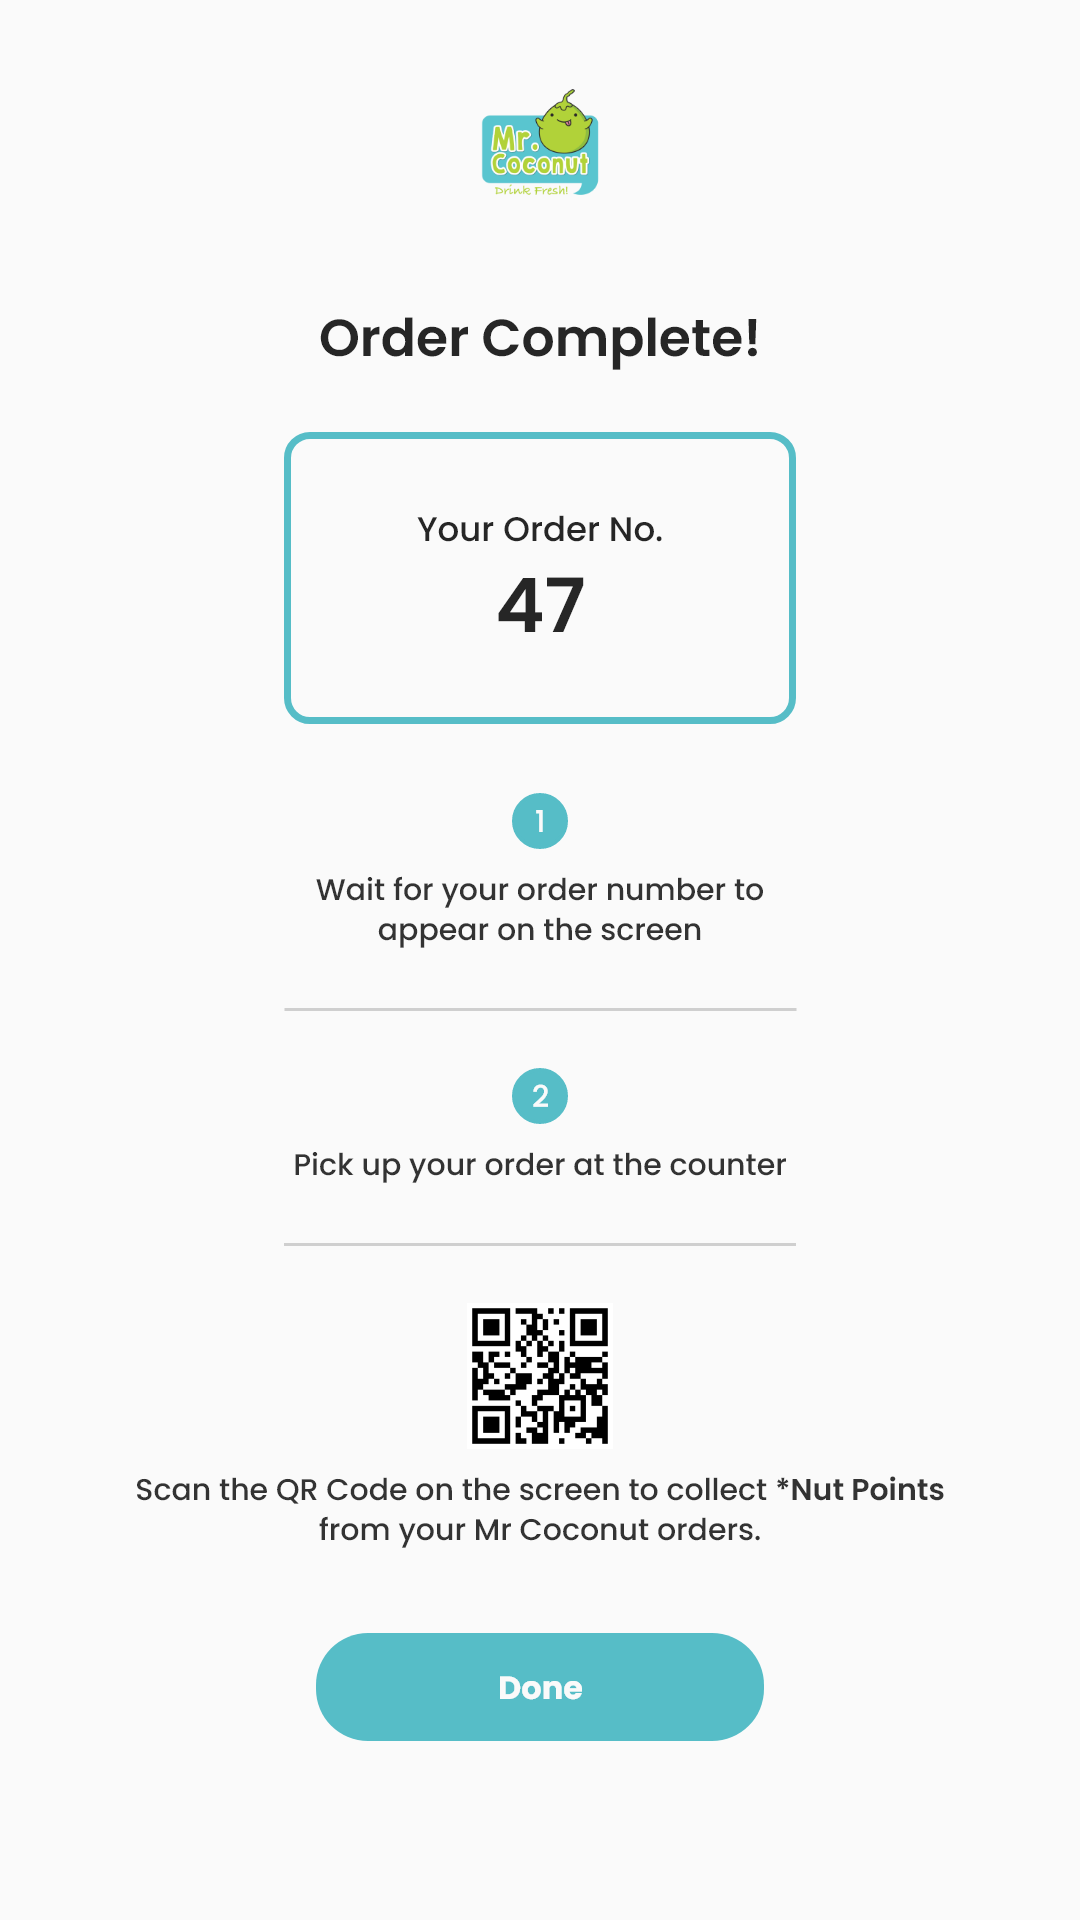 Mr.
Coconut
Drink Fresh!
Order Complete!
Your Order No.
47
1
Wait for your order number to
appear on the screen
2
Pick up your order at the counter
Scan the QR Code on the screen to collect *Nut Points
from your Mr Coconut orders.
Done